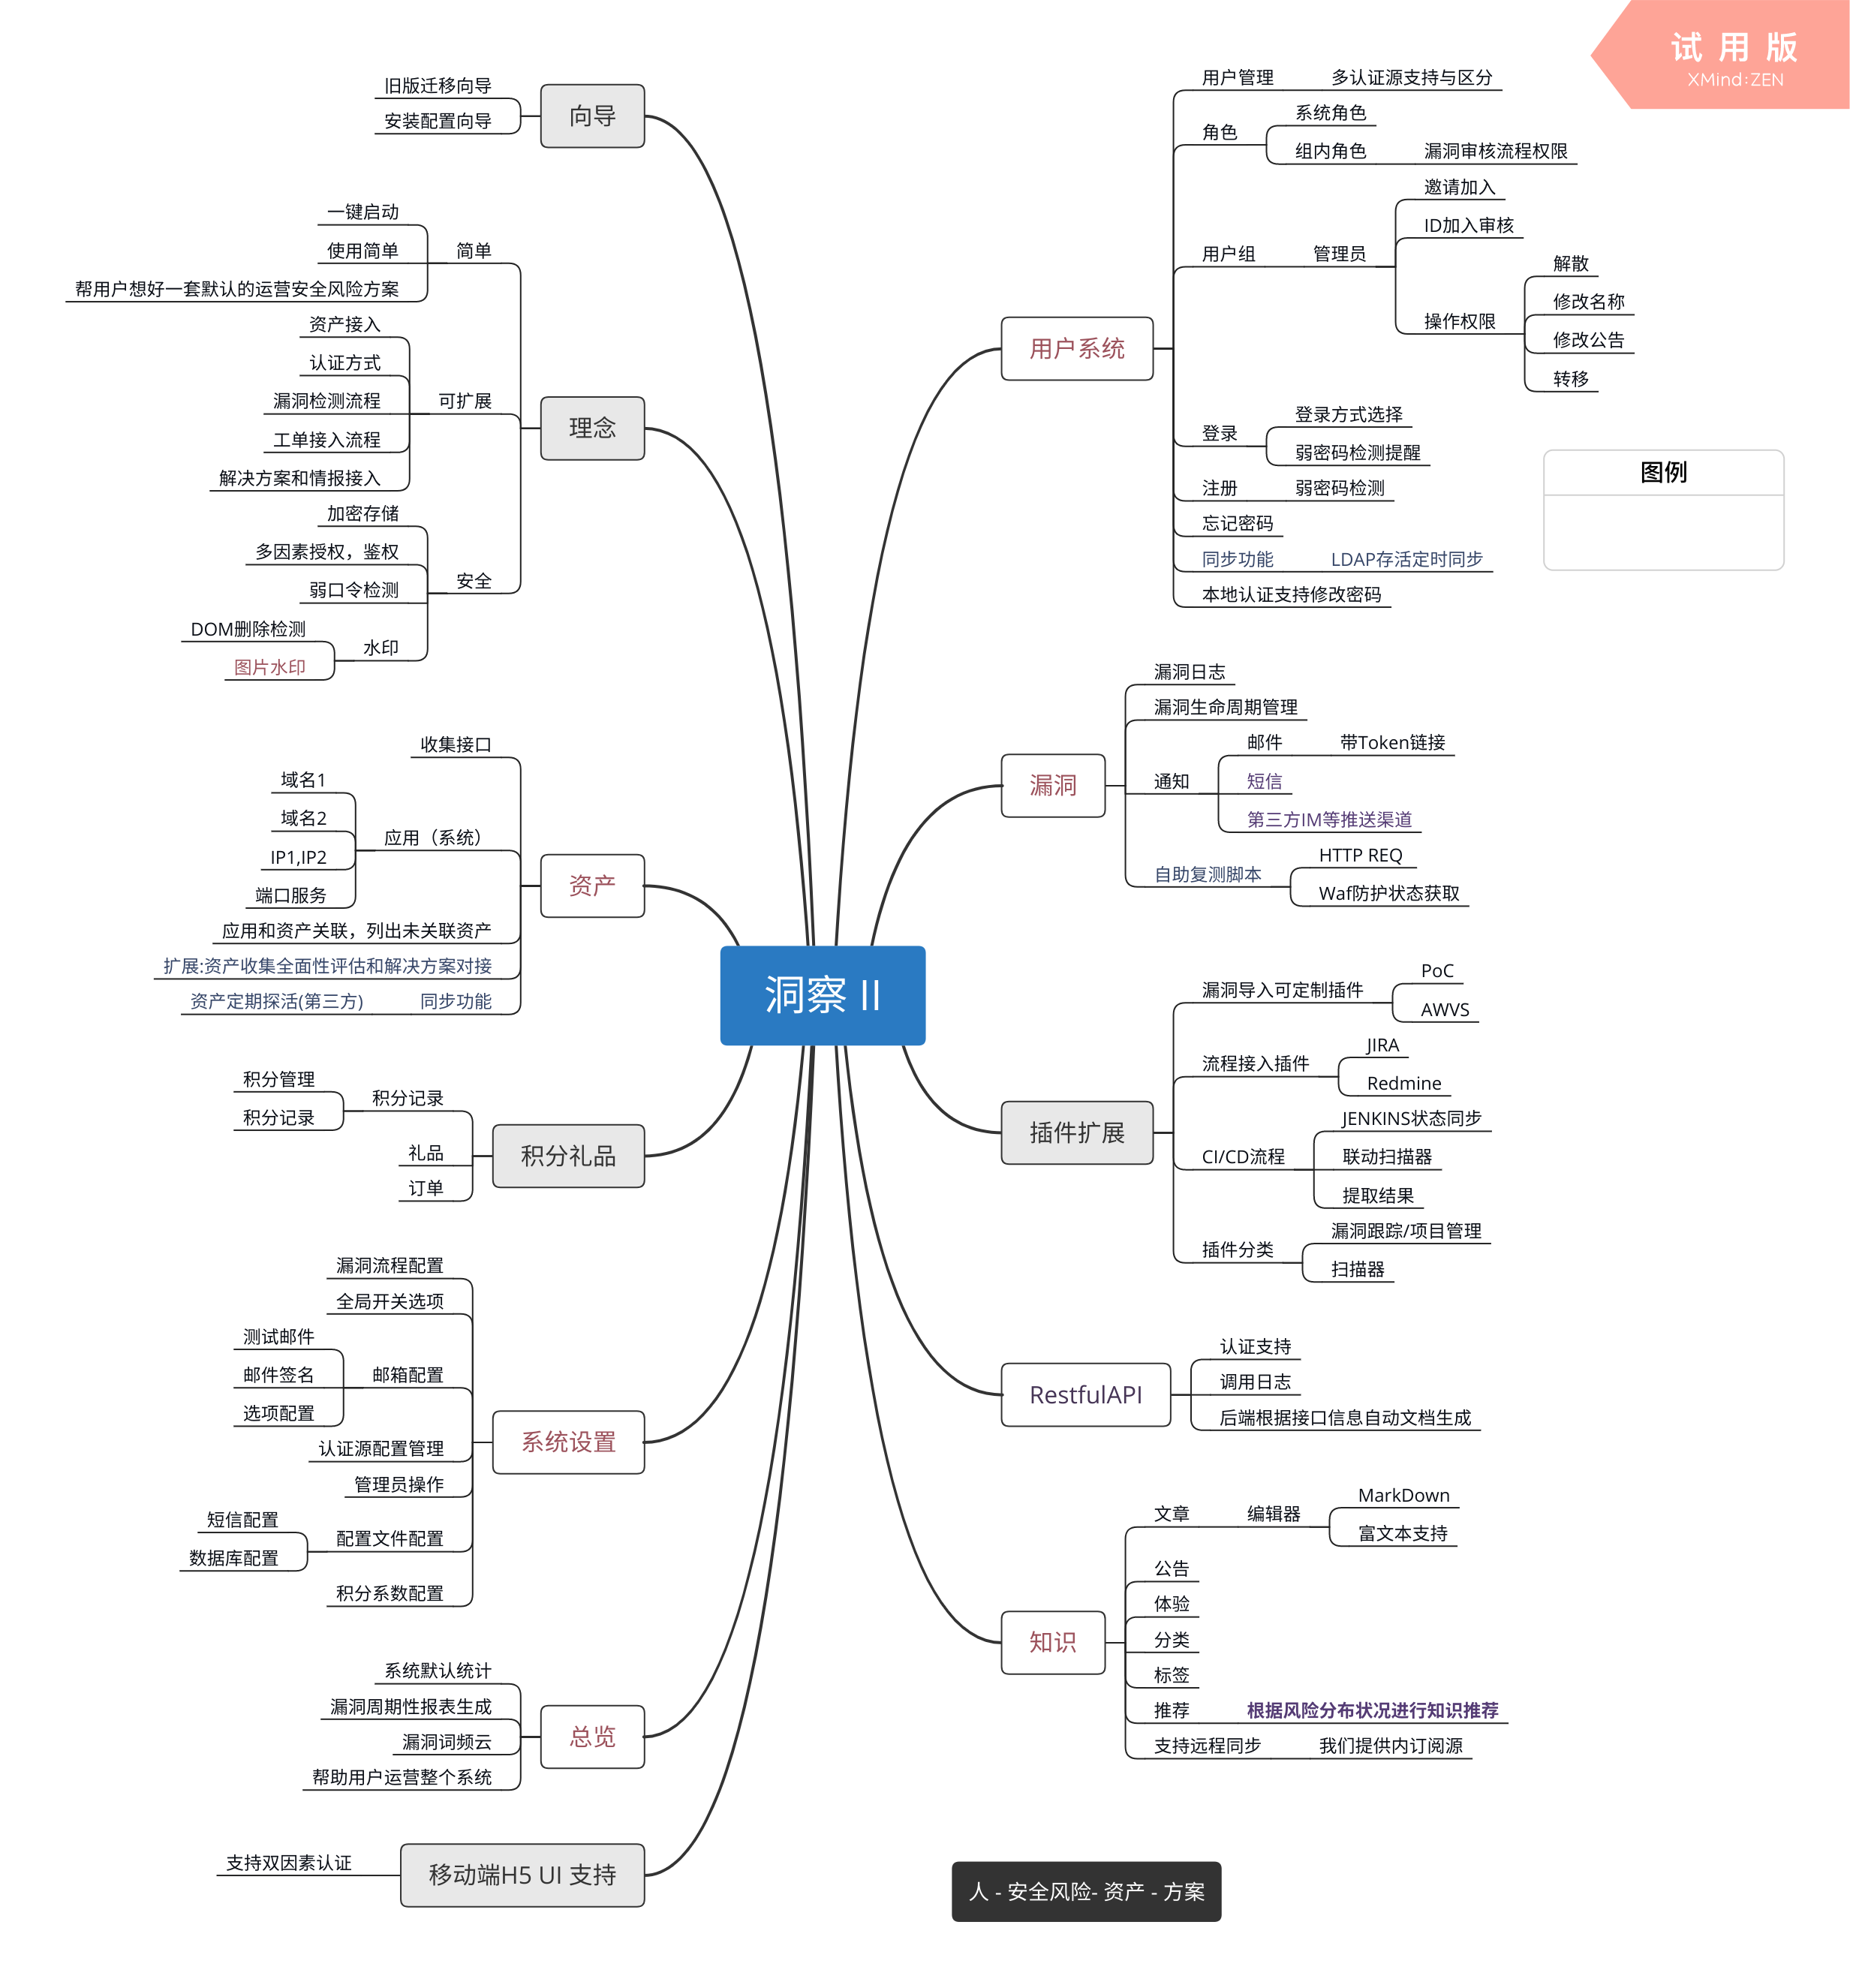 试 用 版
XMind:ZEN
洞察 II
向导
旧版迁移向导
安装配置向导
理念
简单
一键启动
使用简单
帮用户想好一套默认的运营安全风险方案
可扩展
资产接入
认证方式
漏洞检测流程
工单接入流程
解决方案和情报接入
安全
加密存储
多因素授权，鉴权
弱口令检测
水印
DOM删除检测
图片水印
资产
收集接口
应用（系统）
域名1
域名2
IP1,IP2
端口服务
应用和资产关联，列出未关联资产
扩展:资产收集全面性评估和解决方案对接
同步功能
资产定期探活(第三方)
积分礼品
积分记录
积分管理
积分记录
礼品
订单
系统设置
漏洞流程配置
全局开关选项
邮箱配置
测试邮件
邮件签名
选项配置
认证源配置管理
管理员操作
配置文件配置
短信配置
数据库配置
积分系数配置
总览
系统默认统计
漏洞周期性报表生成
漏洞词频云
帮助用户运营整个系统
移动端H5 UI 支持
支持双因素认证
用户系统
用户管理
多认证源支持与区分
角色
系统角色
组内角色
漏洞审核流程权限
用户组
管理员
邀请加入
ID加入审核
操作权限
解散
修改名称
修改公告
转移
登录
登录方式选择
弱密码检测提醒
注册
弱密码检测
忘记密码
同步功能
LDAP存活定时同步
本地认证支持修改密码
图例
漏洞
漏洞日志
漏洞生命周期管理
通知
邮件
带Token链接
短信
第三方IM等推送渠道
自助复测脚本
HTTP REQ
Waf防护状态获取
插件扩展
漏洞导入可定制插件
PoC
AWVS
流程接入插件
JIRA
Redmine
CI/CD流程
JENKINS状态同步
联动扫描器
提取结果
插件分类
漏洞跟踪/项目管理
扫描器
RestfulAPI
认证支持
调用日志
后端根据接口信息自动文档生成
知识
文章
编辑器
MarkDown
富文本支持
公告
体验
分类
标签
推荐
根据风险分布状况进行知识推荐
支持远程同步
我们提供内订阅源
人 - 安全风险- 资产 - 方案